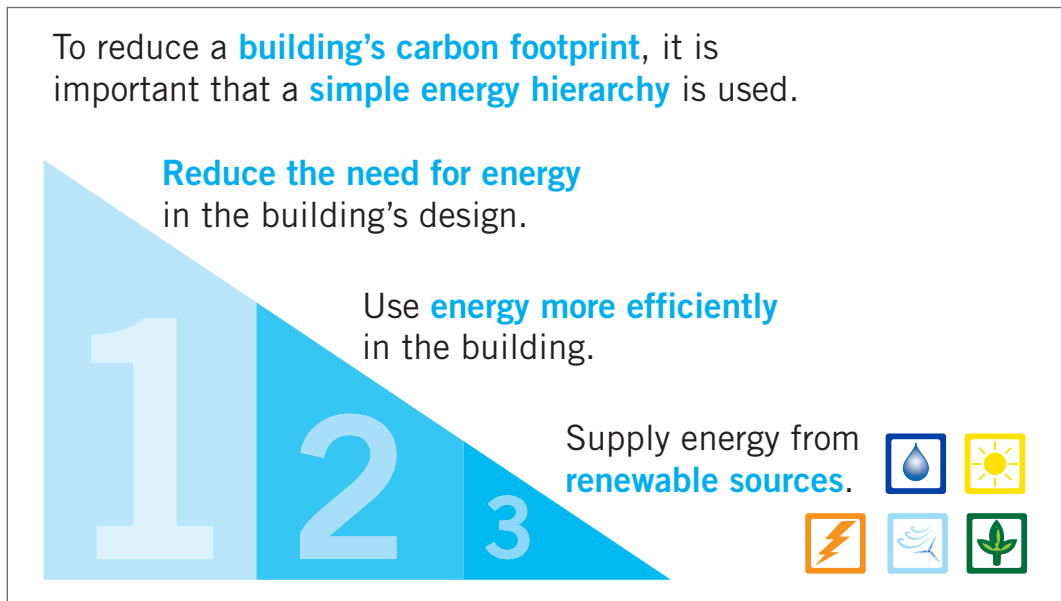 To reduce a building’s carbon footprint, it is
important that a simple energy hierarchy is used.
Reduce the need for energy
in the building’s design.
Use energy more efficiently
in the building.
Supply energy from
renewable sources.
1
2
3